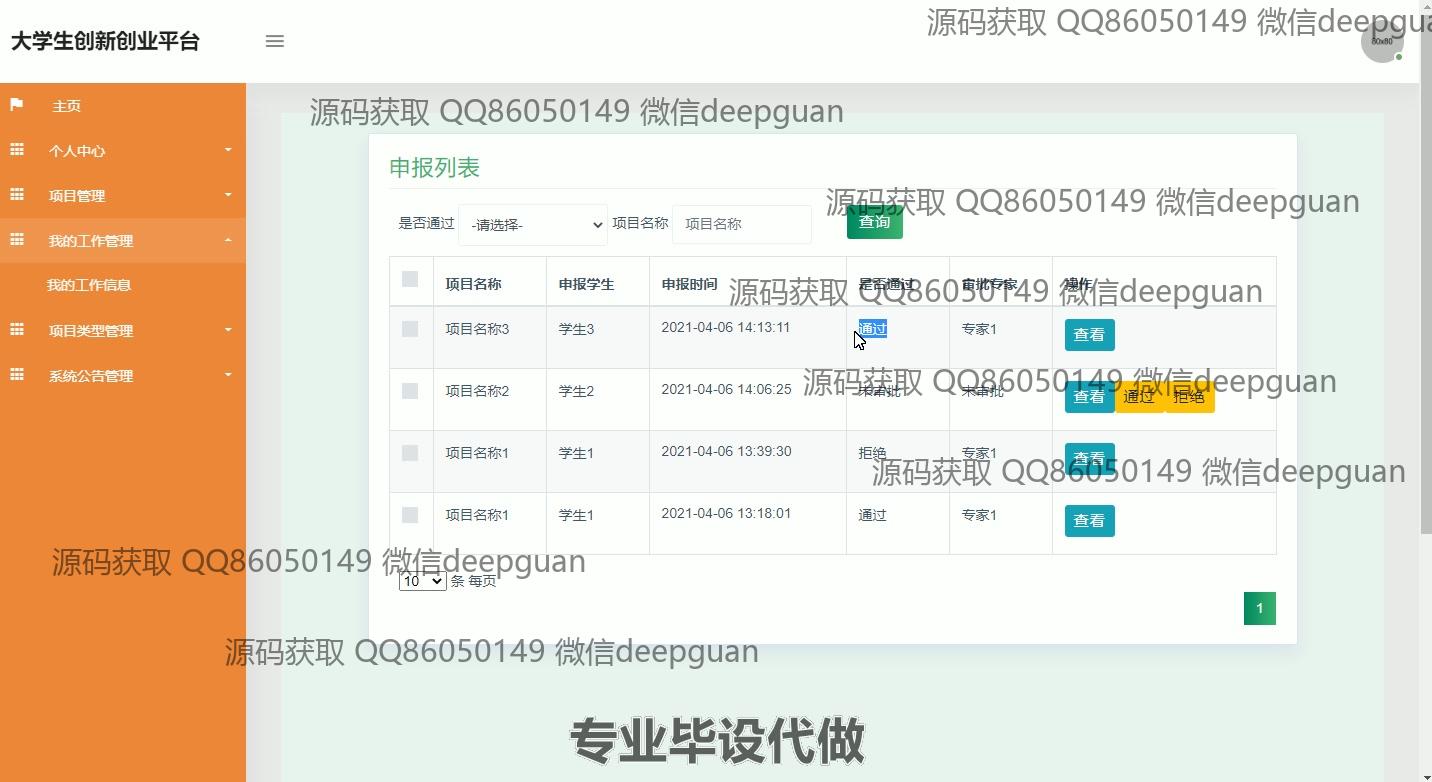 大学生创新创业平台
源码获取 QQ86050149 微信deepgua
80x80
主页
个人中心
项目管理
我的工作管理
我的工作信息
项目类型管理
系统公告管理
源码获取 QQ86050149 微信deepguan
申报列表
源码获取 QQ86050149 微信deepguan
是否通过 -请选择- 项目名称 项目名称 查询
项目名称 申报学生 申报时间 是否通过 审批专家 操作
源码获取 QQ86050149 微信deepguan
项目名称3 学生3 2021-04-06 14:13:11 通过 专家1 查看
源码获取 QQ86050149 微信deepguan
项目名称2 学生2 2021-04-06 14:06:25 未审批 未审批 查看 通过 拒绝
项目名称1 学生1 2021-04-06 13:39:30 拒绝 专家1 查看
源码获取 QQ86050149 微信deepguan
项目名称1 学生1 2021-04-06 13:18:01 通过 专家1 查看
源码获取 QQ86050149 微信deepguan
10 条 每页
1
源码获取 QQ86050149 微信deepguan
专业毕设代做